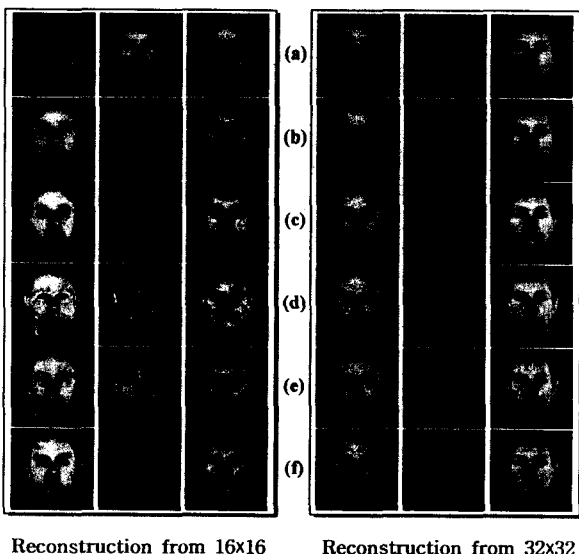 (a)
(b)
(c)
(d)
(e)
(f)
Reconstruction from 16x16
Reconstruction from 32x32